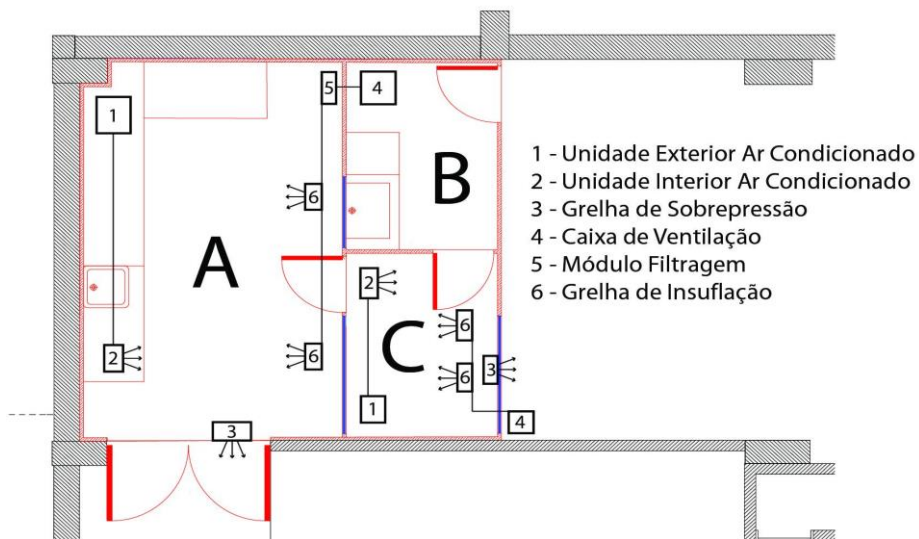 1
5
4
B
6
A
2
C
6
6
3
6
2
1
4
3
1 - Unidade Exterior Ar Condicionado
2 - Unidade Interior Ar Condicionado
3 - Grelha de Sobrepressão
4 - Caixa de Ventilação
5 - Módulo Filtragem
6 - Grelha de Insuflação